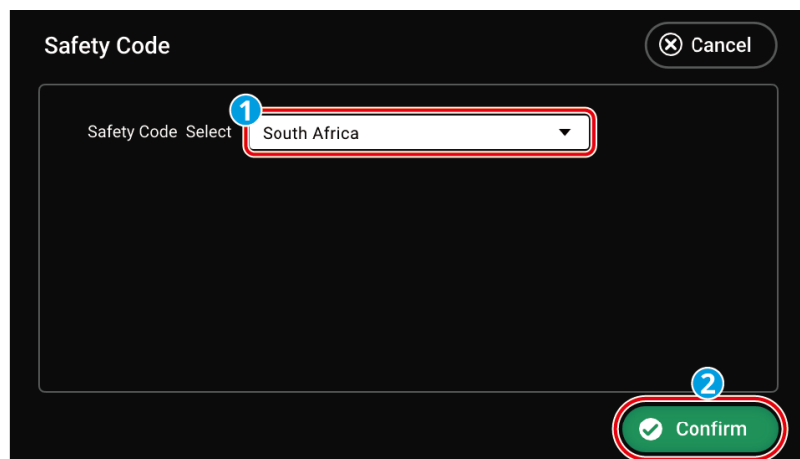 Safety Code
Cancel
1
Safety Code Select
South Africa
2
Confirm